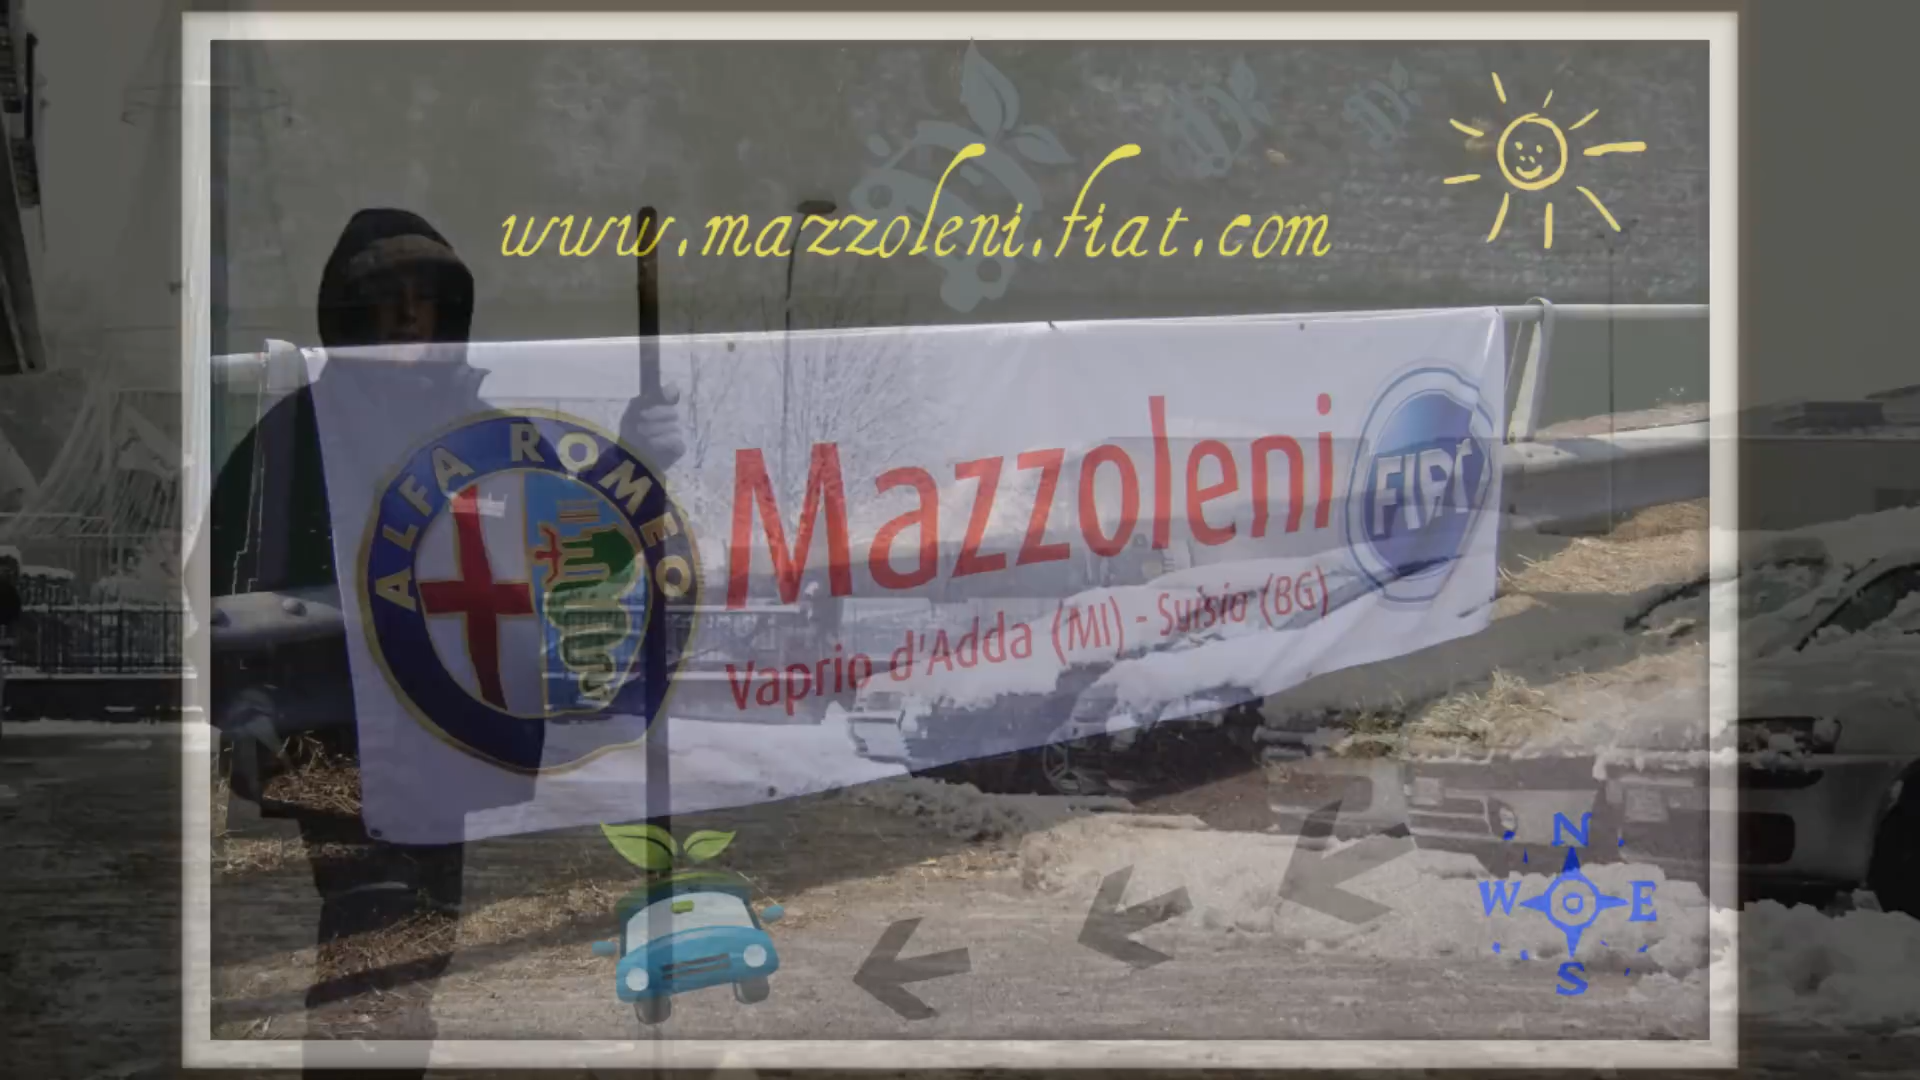 www.mazzoleni.fiat.com
ALFA ROMEO
Mazzoleni
FIAT
Vaprio d'Adda (MI) - Suisio (BG)
N
W E
S